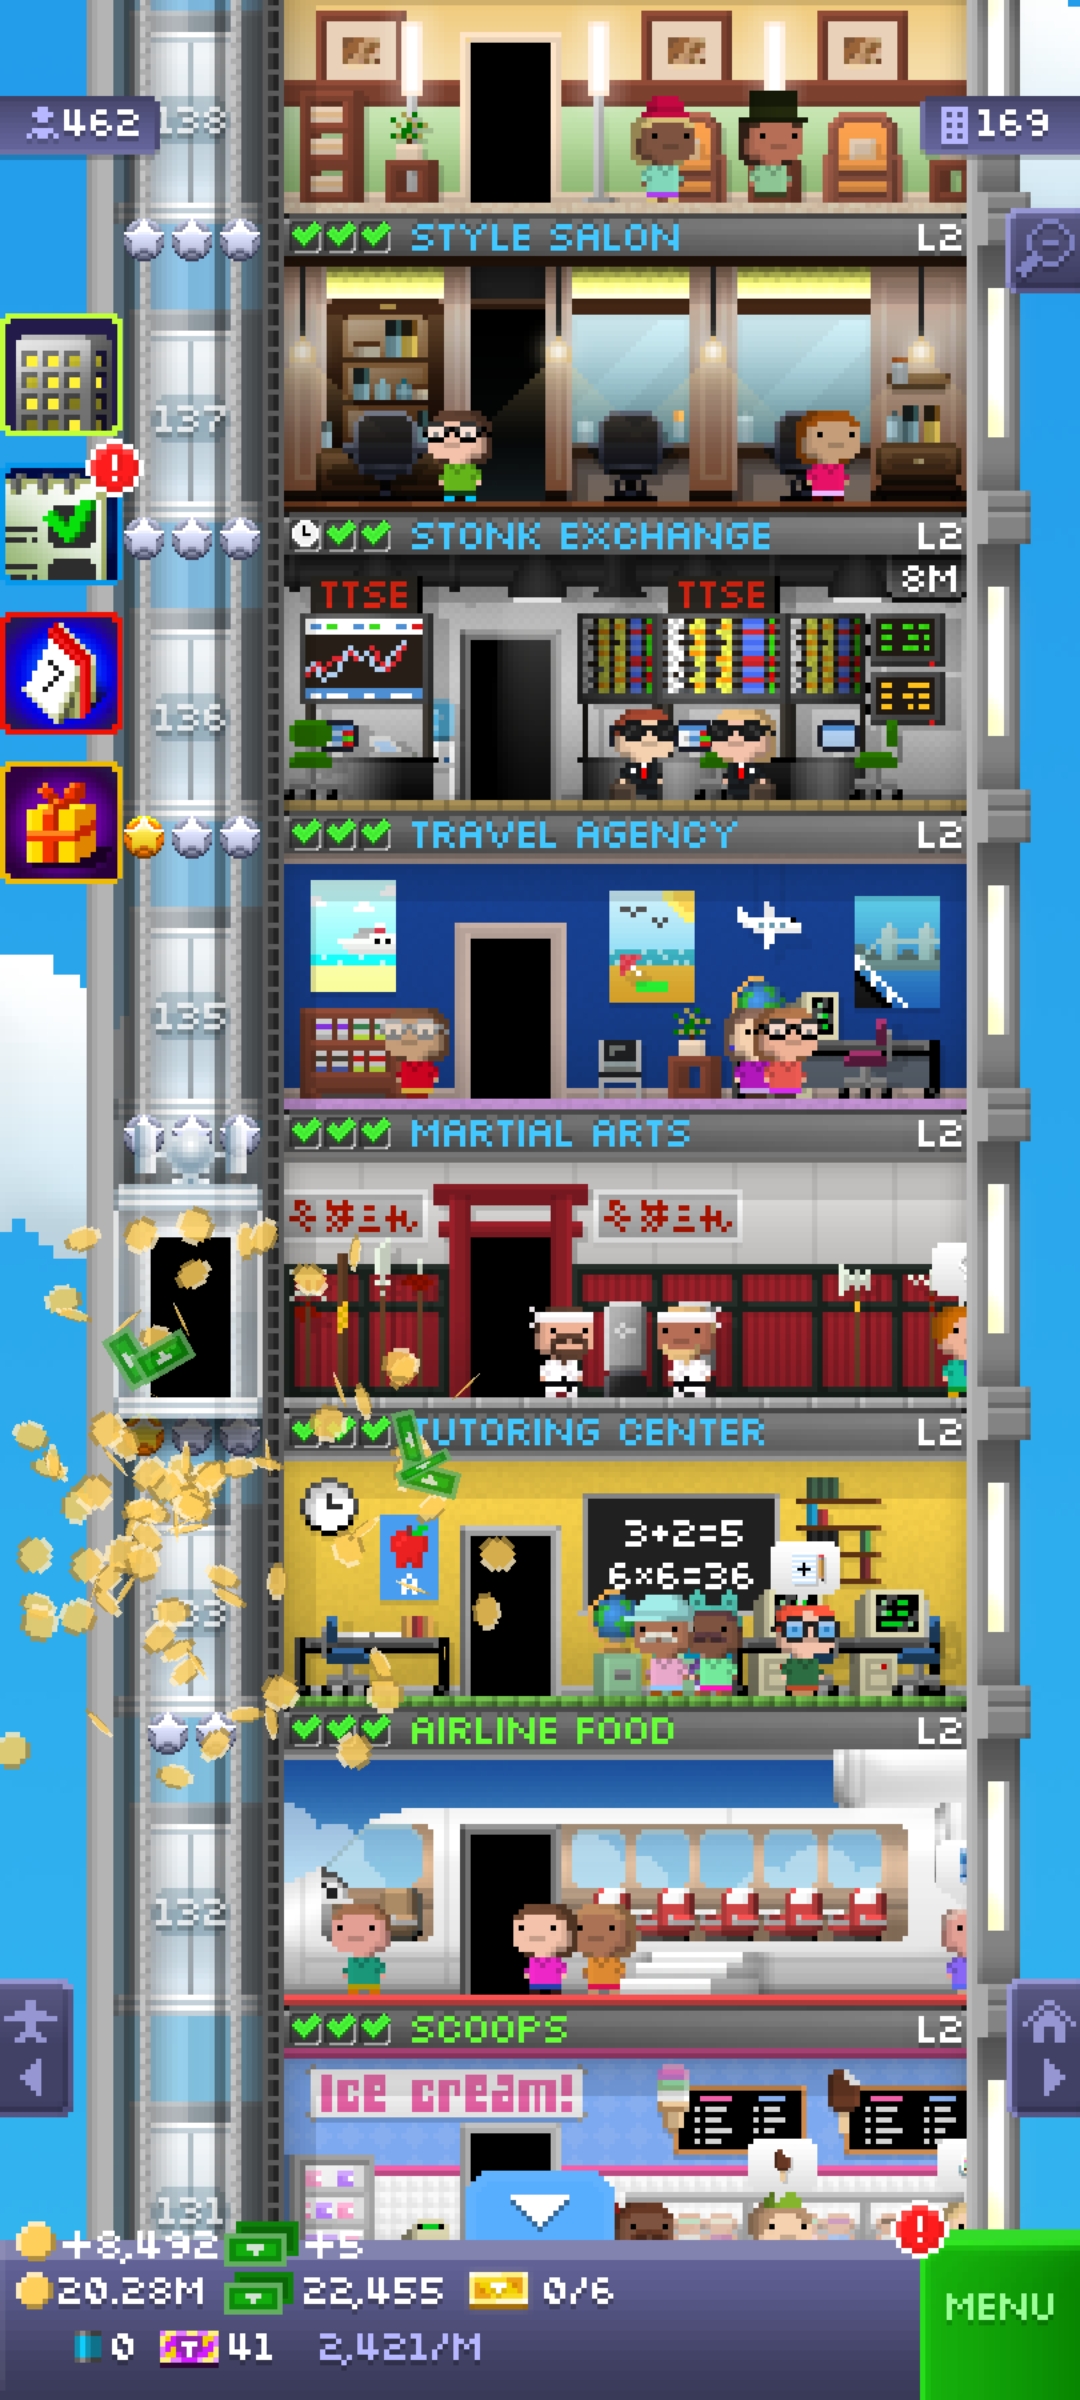 462
138
169
STYLE SALON L2
137
STONK EXCHANGE L2
8M
TTSE TTSE
136
TRAVEL AGENCY L2
135
MARTIAL ARTS L2
TUTORING CENTER L2
3+2=5
6×6=36
A
AIRLINE FOOD L2
132
SCOOPS L2
Ice cream!
131
+8,492 +5
20.28M 22,455 0/6
MENU
0 41 2,421/M